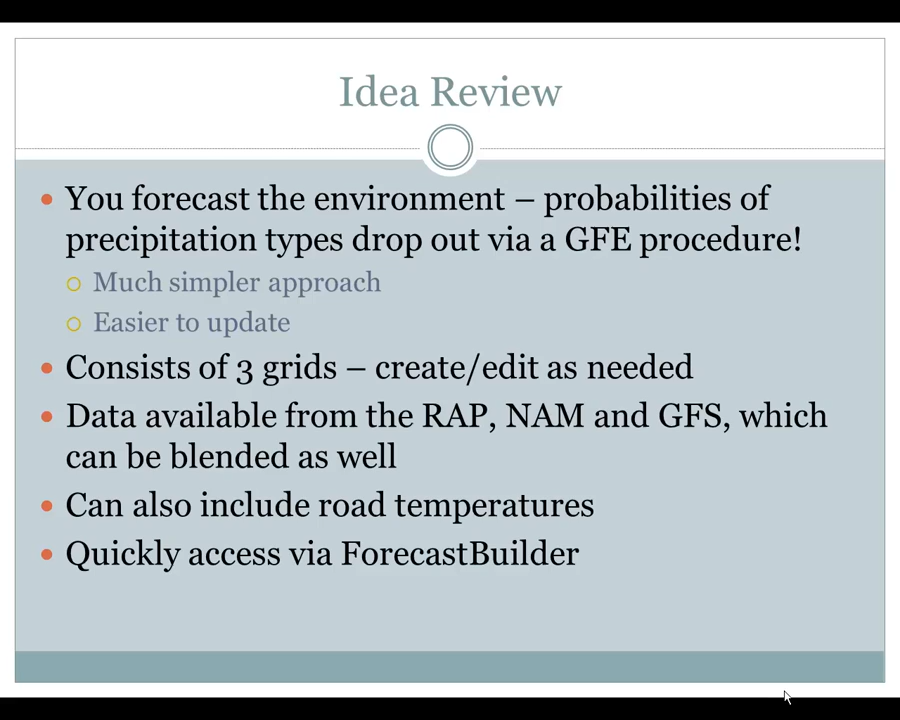 Idea Review
• You forecast the environment – probabilities of
precipitation types drop out via a GFE procedure!
○ Much simpler approach
○ Easier to update
• Consists of 3 grids – create/edit as needed
• Data available from the RAP, NAM and GFS, which
can be blended as well
• Can also include road temperatures
• Quickly access via ForecastBuilder